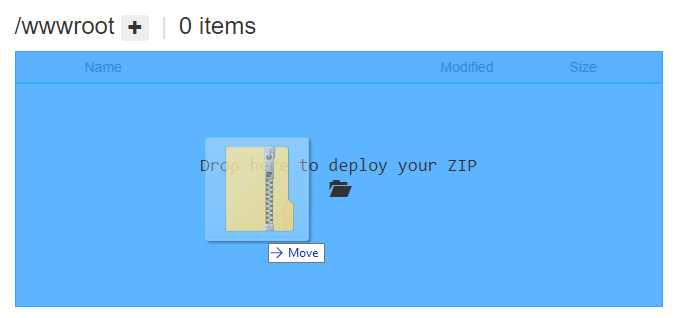 /wwwroot + | 0 items
Name Modified Size
Drop here to deploy your ZIP
Move